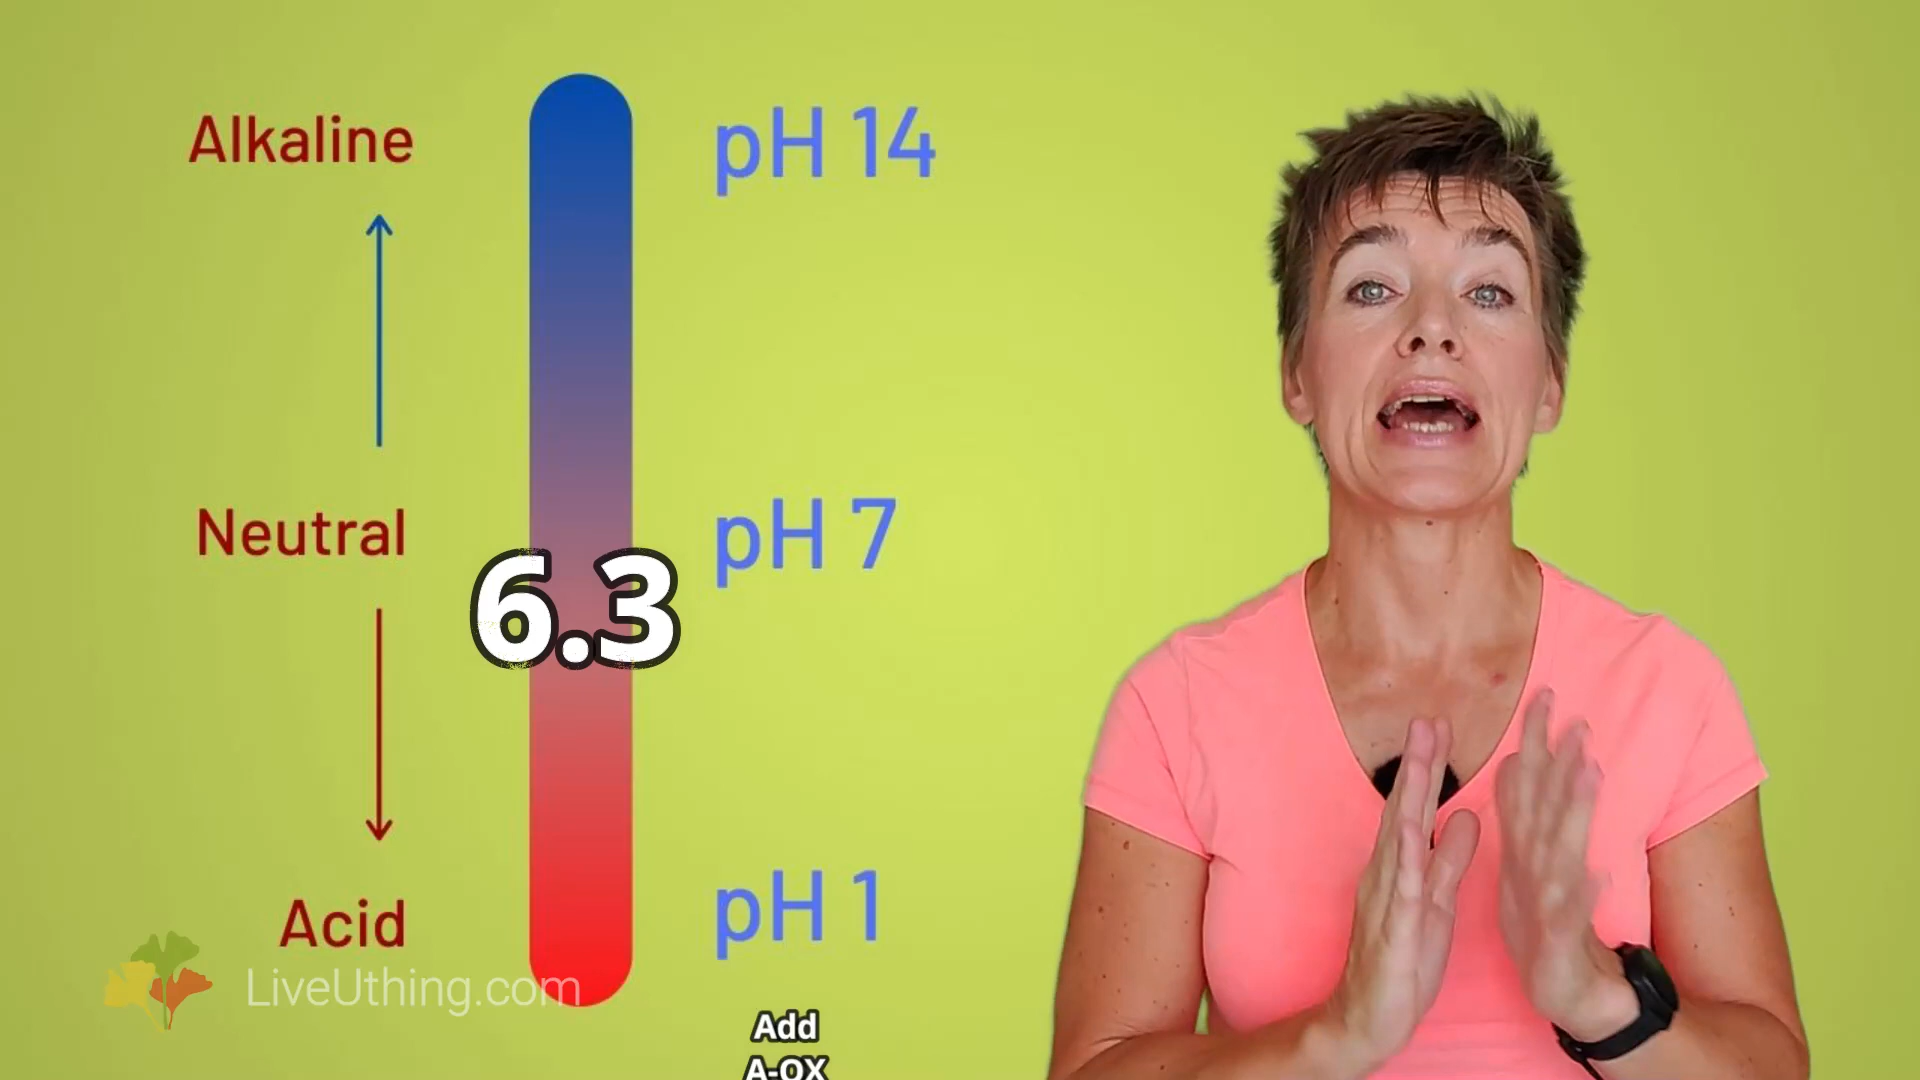 Alkaline
pH 14
Neutral
pH 7
6.3
Acid
pH 1
LiveUthing.com
Add
A-OX